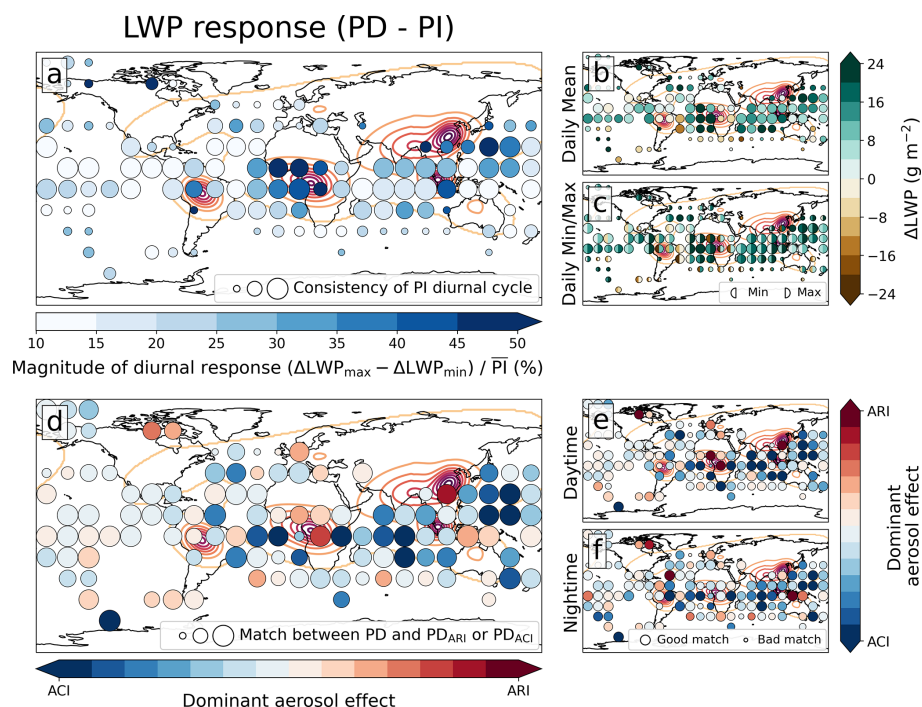 LWP response (PD - PI)
a
Consistency of PI diurnal cycle
10 15 20 25 30 35 40 45 50
Magnitude of diurnal response (ΔLWPmax − ΔLWPmin) / P̅I̅ (%)
Daily Mean
b
Daily Min/Max
c
Min Max
24
16
8
0
−8
−16
−24
ΔLWP (g m⁻²)
d
Match between PD and PDARI or PDACI
ACI ARI
Dominant aerosol effect
Daytime
e
Nightime
f
Good match Bad match
ARI
ACI
Dominant
aerosol effect